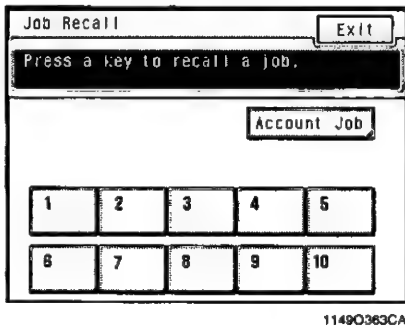 Job Recall Exit
Press a key to recall a job.
Account Job
1 2 3 4 5
6 7 8 9 10
1149O363CA